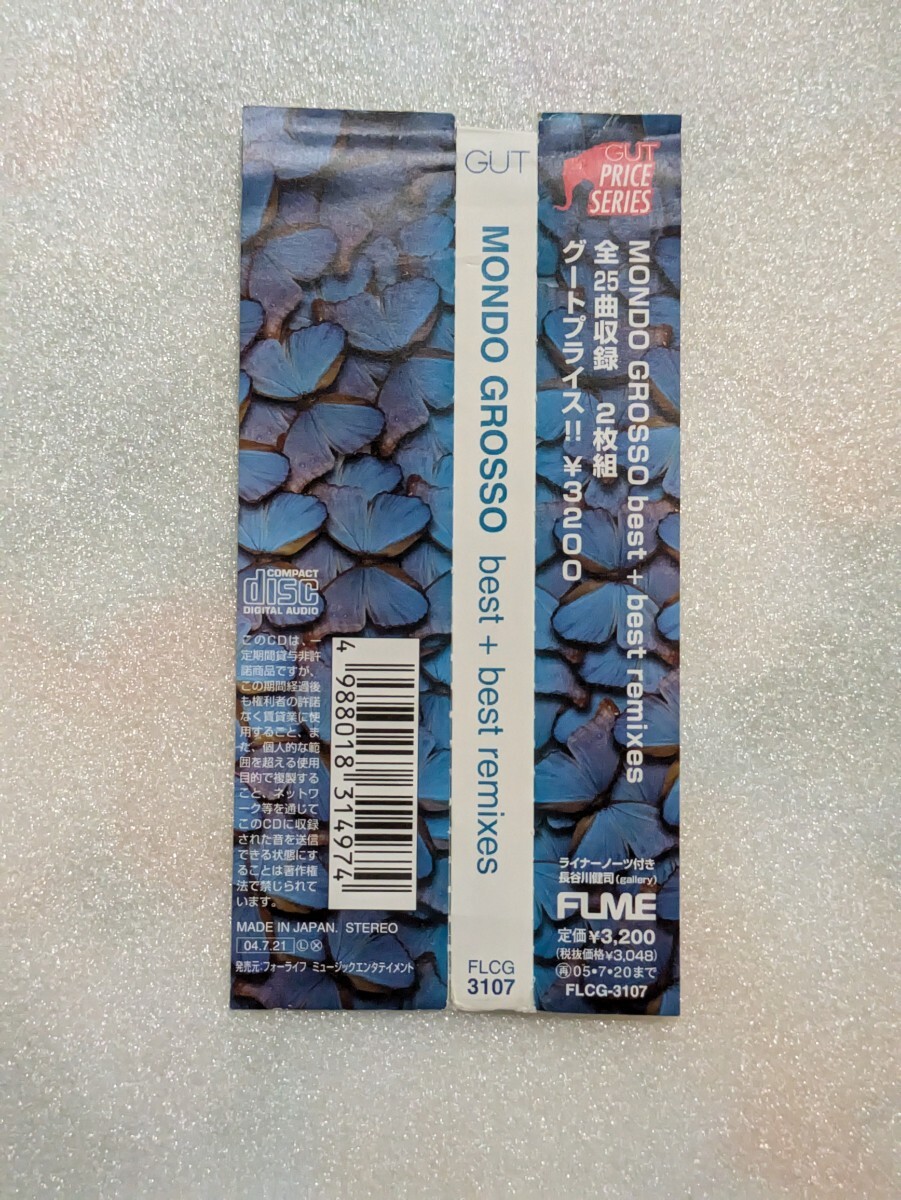 COMPACT
disc
DIGITAL AUDIO
このCDは、一
定期間貸与非許
諾商品ですが、
この期間経過後
も権利者の許諾
なく賃貸業に使
用すること、ま
た、個人的な範
囲を超える使用
目的で複製する
こと、ネットワ
ーク等を通じて
このCDに収録
された音を送信
できる状態にす
ることは著作権
法で禁じられて
います。
4 988018 314974
MADE IN JAPAN. STEREO
04.7.21 Ⓛ Ⓧ
発売元:フォーライフ ミュージックエンタテイメント
GUT
MONDO GROSSO best + best remixes
FLCG
3107
GUT
PRICE
SERIES
MONDO GROSSO best + best remixes
全25曲収録 2枚組
グートプライス!! ¥3200
ライナーノーツ付き
長谷川健司(gallery)
FLME
定価¥3,200
(税抜価格¥3,048)
再05・7・20まで
FLCG-3107